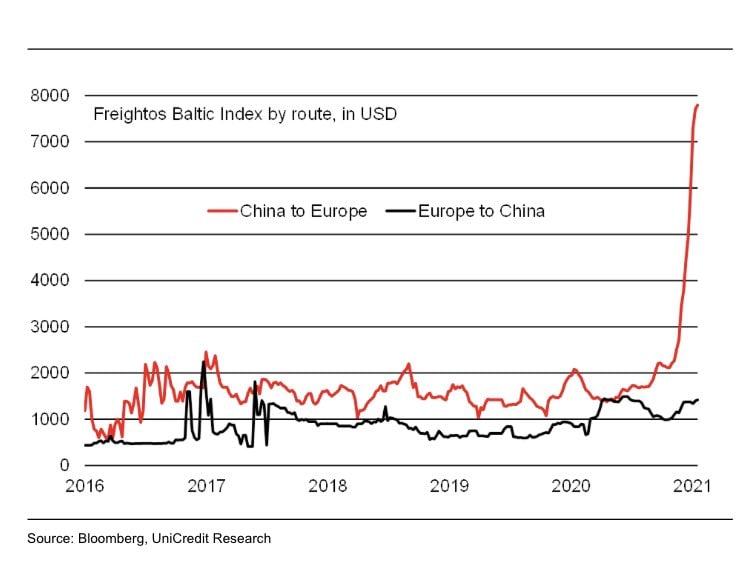 8000
Freightos Baltic Index by route, in USD
7000
6000
China to Europe Europe to China
5000
4000
3000
2000
1000
0
2016 2017 2018 2019 2020 2021
Source: Bloomberg, UniCredit Research